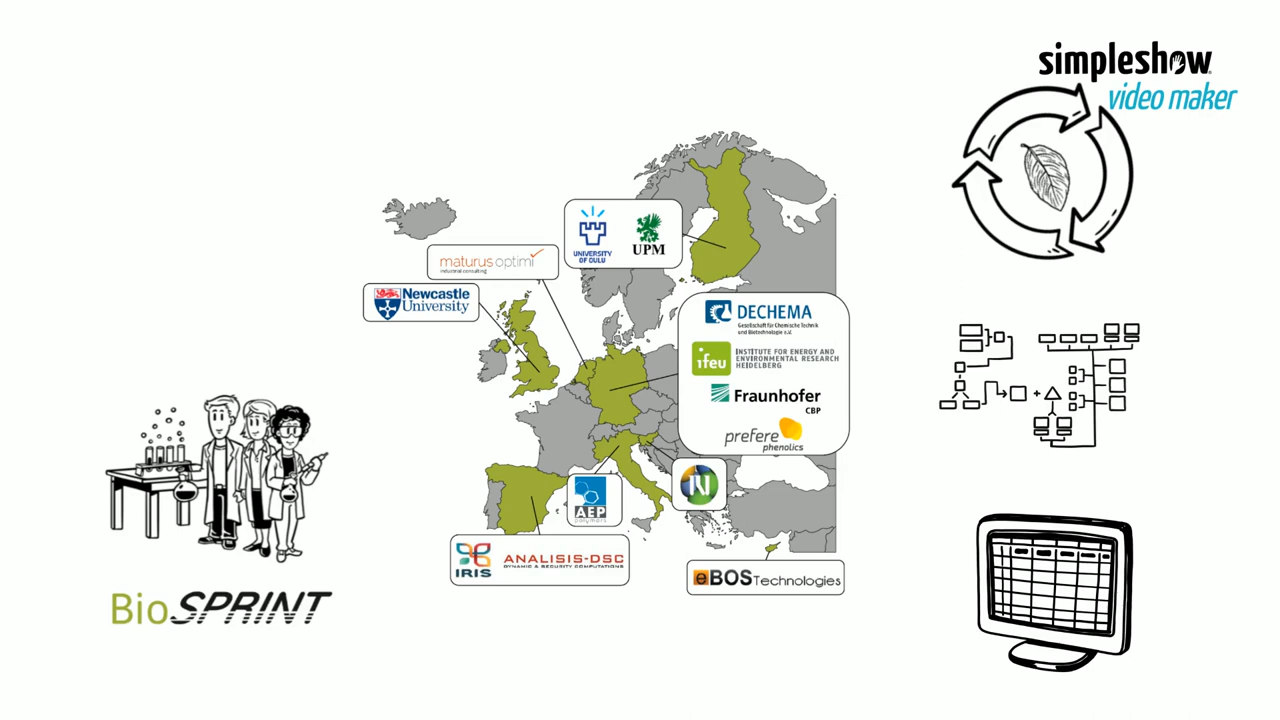 simpleshow
video maker
UNIVERSITY
OF OULU
UPM
maturus optimi
industrial consulting
Newcastle
University
DECHEMA
Gesellschaft für Chemische Technik
und Biotechnologie e.V.
ifeu
INSTITUTE FOR ENERGY AND
ENVIRONMENTAL RESEARCH
HEIDELBERG
Fraunhofer
CBP
prefere
phenolics
AEP
polymers
IRIS
ANALISIS-DSC
DYNAMIC & SECURITY COMPUTATIONS
eBOS Technologies
BioSPRINT